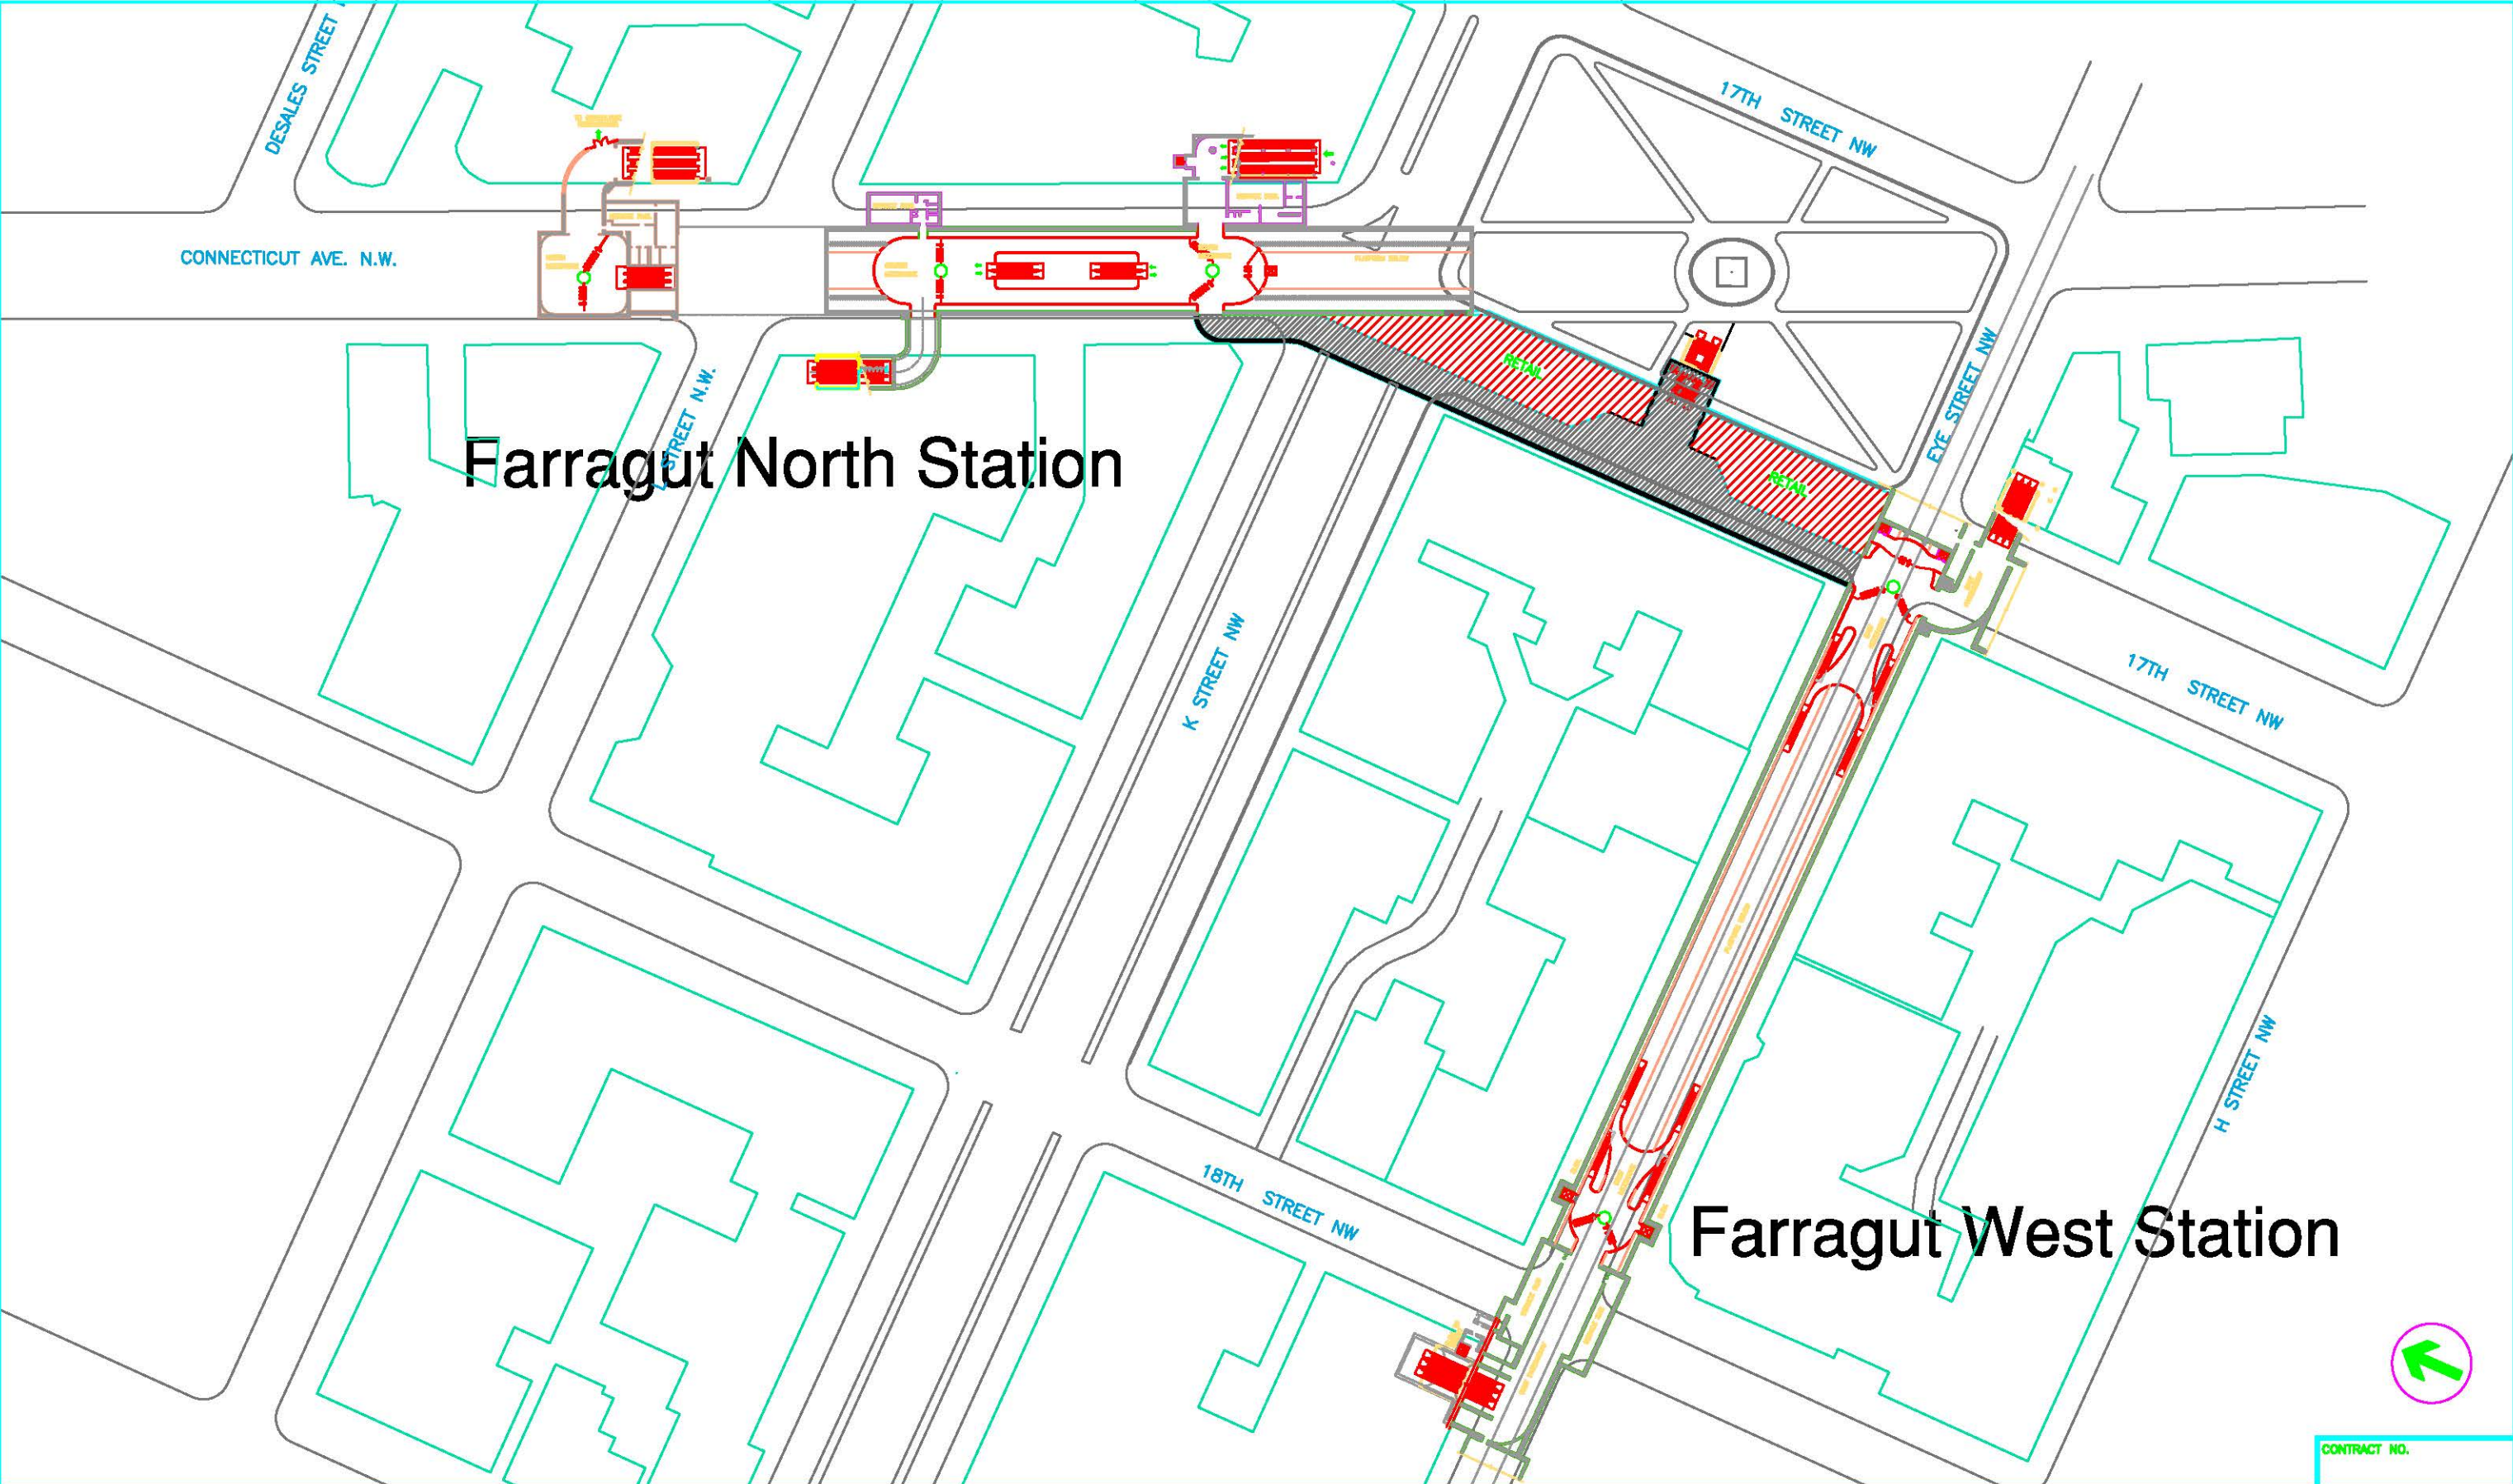 DESALES STREET
17TH STREET NW
CONNECTICUT AVE. N.W.
RETAIL
EYE STREET NW
Farragut North Station
STREET N.W.
RETAIL
K STREET NW
17TH STREET NW
18TH STREET NW
H STREET NW
Farragut West Station
CONTRACT NO.